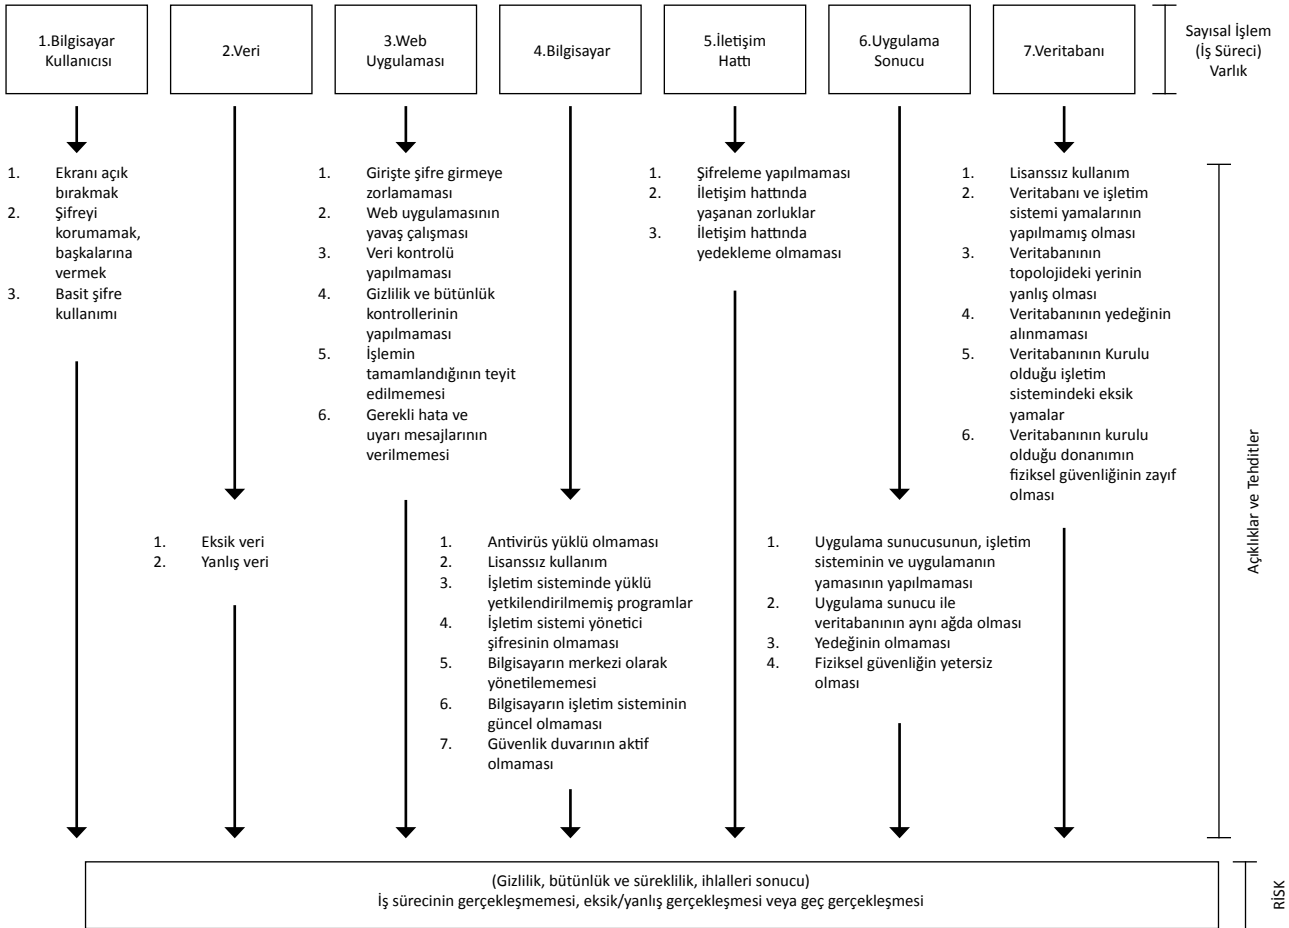 1.Bilgisayar
Kullanıcısı
2.Veri
3.Web
Uygulaması
4.Bilgisayar
5.İletişim
Hattı
6.Uygulama
Sonucu
7.Veritabanı
Sayısal İşlem
(İş Süreci)
Varlık
1. Ekranı açık
bırakmak
2. Şifreyi
korumamak,
başkalarına
vermek
3. Basit şifre
kullanımı
1. Eksik veri
2. Yanlış veri
1. Girişte şifre girmeye
zorlamaması
2. Web uygulamasının
yavaş çalışması
3. Veri kontrolü
yapılmaması
4. Gizlilik ve bütünlük
kontrollerinin
yapılmaması
5. İşlemin
tamamlandığının teyit
edilmemesi
6. Gerekli hata ve
uyarı mesajlarının
verilmemesi
1. Antivirüs yüklü olmaması
2. Lisanssız kullanım
3. İşletim sisteminde yüklü
yetkilendirilmemiş programlar
4. İşletim sistemi yönetici
şifresinin olmaması
5. Bilgisayarın merkezi olarak
yönetilememesi
6. Bilgisayarın işletim sisteminin
güncel olmaması
7. Güvenlik duvarının aktif
olmaması
1. Şifreleme yapılmaması
2. İletişim hattında
yaşanan zorluklar
3. İletişim hattında
yedekleme olmaması
1. Uygulama sunucusunun, işletim
sisteminin ve uygulamanın
yamasının yapılmaması
2. Uygulama sunucu ile
veritabanının aynı ağda olması
3. Yedeğinin olmaması
4. Fiziksel güvenliğin yetersiz
olması
1. Lisanssız kullanım
2. Veritabanı ve işletim
sistemi yamalarının
yapılmamış olması
3. Veritabanının
topolojideki yerinin
yanlış olması
4. Veritabanının yedeğinin
alınmaması
5. Veritabanının Kurulu
olduğu işletim
sistemindeki eksik
yamalar
6. Veritabanının kurulu
olduğu donanımın
fiziksel güvenliğinin zayıf
olması
Açıklıklar ve Tehditler
(Gizlilik, bütünlük ve süreklilik, ihlalleri sonucu)
İş sürecinin gerçekleşmemesi, eksik/yanlış gerçekleşmesi veya geç gerçekleşmesi
RİSK